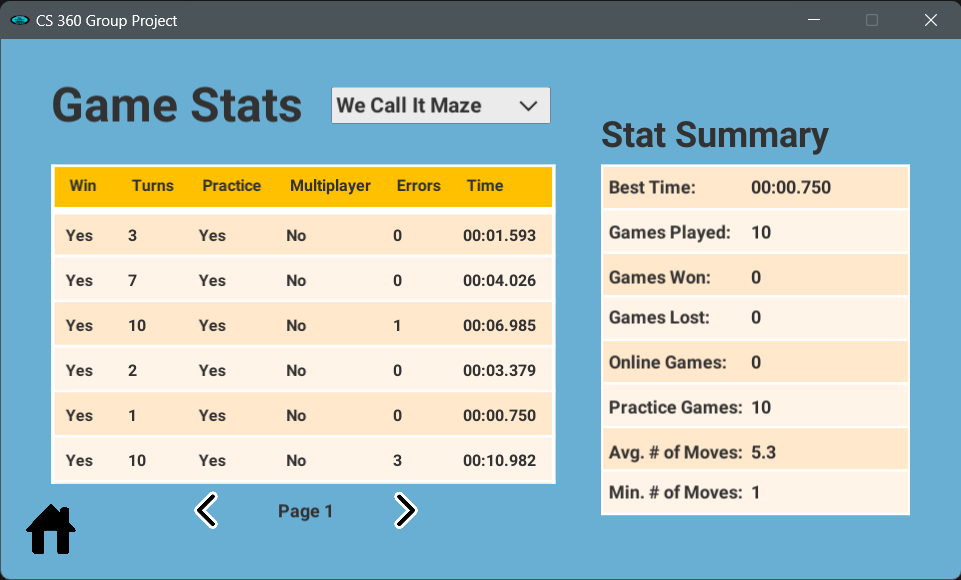 CS 360 Group Project
Game Stats
We Call It Maze
Win Turns Practice Multiplayer Errors Time
Yes 3 Yes No 0 00:01.593
Yes 7 Yes No 0 00:04.026
Yes 10 Yes No 1 00:06.985
Yes 2 Yes No 0 00:03.379
Yes 1 Yes No 0 00:00.750
Yes 10 Yes No 3 00:10.982
Page 1
Stat Summary
Best Time: 00:00.750
Games Played: 10
Games Won: 0
Games Lost: 0
Online Games: 0
Practice Games: 10
Avg. # of Moves: 5.3
Min. # of Moves: 1